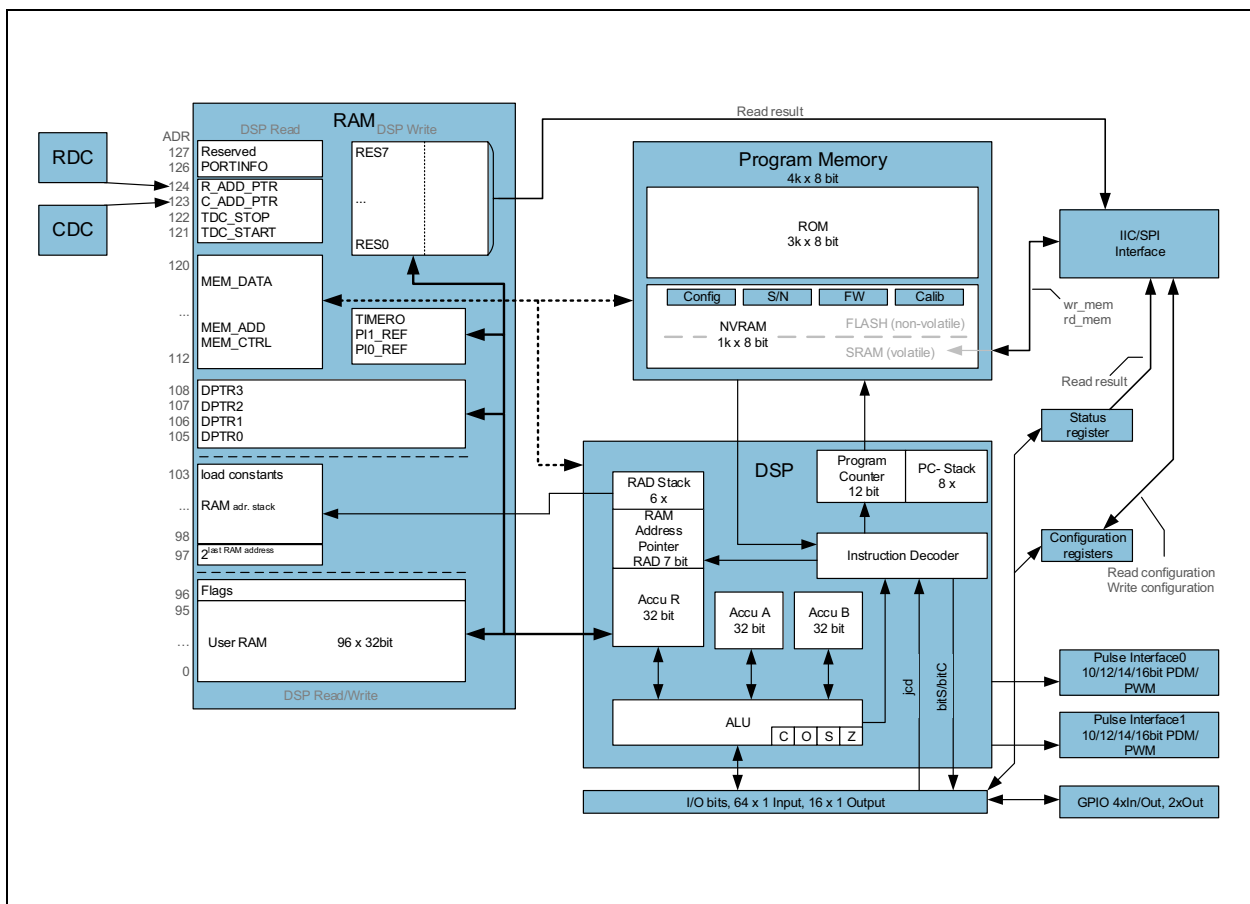 RDC
CDC
RAM
ADR
DSP Read
DSP Write
127 Reserved
126 PORTINFO
124 R_ADD_PTR
123 C_ADD_PTR
122 TDC_STOP
121 TDC_START
RES7
...
RES0
120
MEM_DATA
...
MEM_ADD
MEM_CTRL
112
TIMERO
PI1_REF
PI0_REF
108 DPTR3
107 DPTR2
106 DPTR1
105 DPTR0
103 load constants
... RAM adr. stack
98
97 2last RAM address
96 Flags
95
... User RAM 96 x 32bit
0
DSP Read/Write
Read result
Program Memory
4k x 8 bit
ROM
3k x 8 bit
Config S/N FW Calib
NVRAM
1k x 8 bit
FLASH (non-volatile)
SRAM (volatile)
IIC/SPI
Interface
wr_mem
rd_mem
Read result
Status
register
Configuration
registers
Read configuration
Write configuration
DSP
RAD Stack
6 x
RAM
Address
Pointer
RAD 7 bit
Accu R
32 bit
Accu A
32 bit
Accu B
32 bit
Program
Counter
12 bit
PC- Stack
8 x
Instruction Decoder
jcd
bitS/bitC
ALU
C O S Z
I/O bits, 64 x 1 Input, 16 x 1 Output
Pulse Interface0
10/12/14/16bit PDM/
PWM
Pulse Interface1
10/12/14/16bit PDM/
PWM
GPIO 4xIn/Out, 2xOut